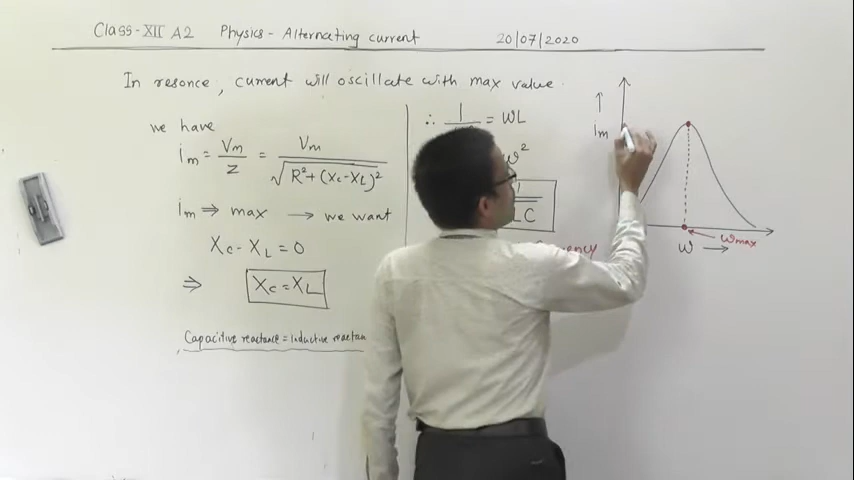 Class-XII A2 Physics - Alternating current 20/07/2020
In resonce, current will oscillate with max value.
we have
im = Vm/Z = Vm/√(R²+(Xc-XL)²)
im ⇒ max → we want
Xc - XL = 0
⇒ Xc = XL
Capacitive reactance = inductive
∴ 1 = ωL
ω²
LC
↑
im
ωmax
ω →